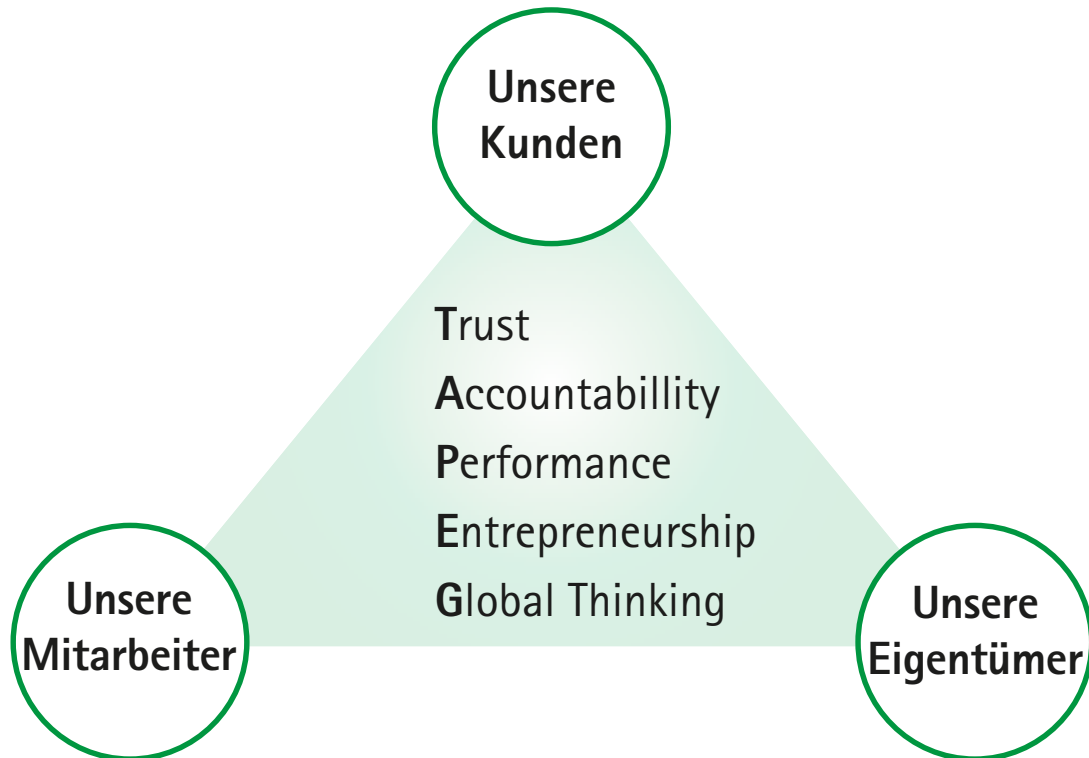 Unsere
Kunden
Trust
Accountabillity
Performance
Entrepreneurship
Global Thinking
Unsere
Mitarbeiter
Unsere
Eigentümer